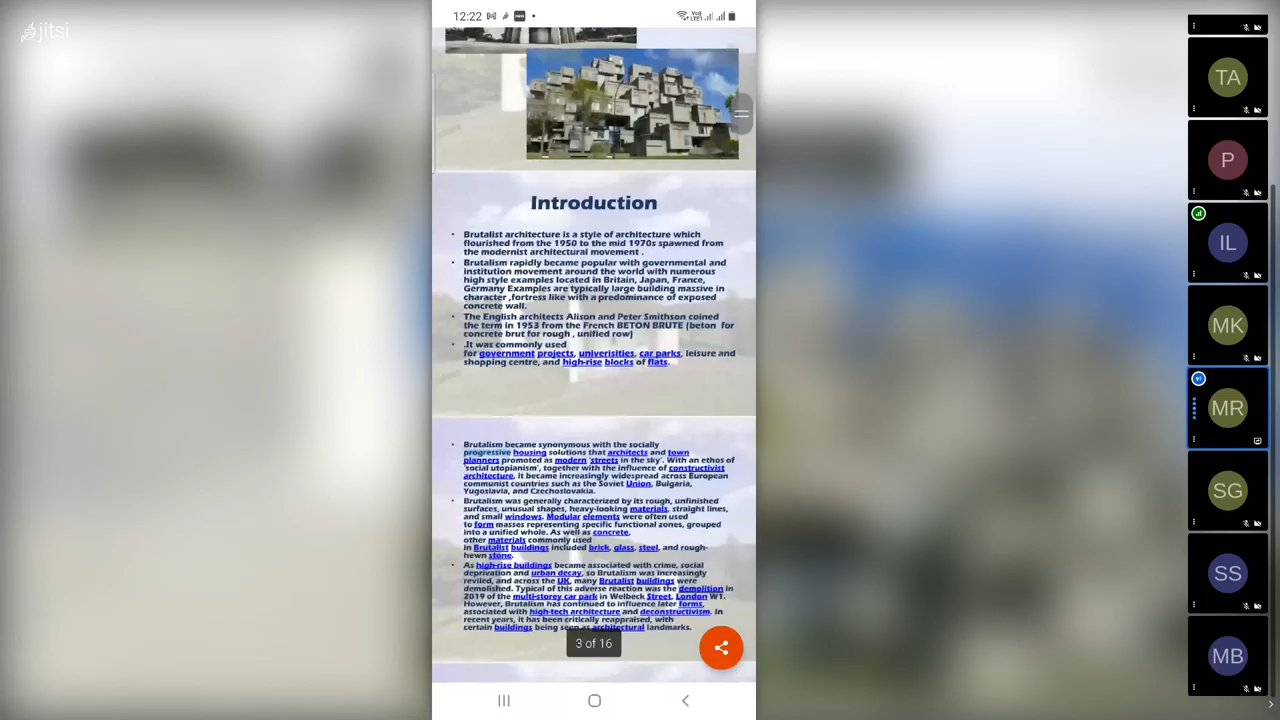 jitsi
12:22
Introduction
• Brutalist architecture is a style of architecture which
flourished from the 1950 to the mid 1970s spawned from
the modernist architectural movement .
• Brutalism rapidly became popular with governmental and
institution movement around the world with numerous
high style examples located in Britain, Japan, France,
Germany Examples are typically large building massive in
character ,fortress like with a predominance of exposed
concrete wall.
• The English architects Alison and Peter Smithson coined
the term in 1953 from the French BETON BRUTE (beton for
concrete brut for rough , unified row)
• .It was commonly used
for government projects, univerisities, car parks, leisure and
shopping centre, and high-rise blocks of flats.
• Brutalism became synonymous with the socially
progressive housing solutions that architects and town
planners promoted as modern 'streets in the sky'. With an ethos of
'social utopianism', together with the influence of constructivist
architecture, it became increasingly widespread across European
communist countries such as the Soviet Union, Bulgaria,
Yugoslavia, and Czechoslovakia.
• Brutalism was generally characterized by its rough, unfinished
surfaces, unusual shapes, heavy-looking materials, straight lines,
and small windows. Modular elements were often used
to form masses representing specific functional zones, grouped
into a unified whole. As well as concrete,
other materials commonly used
in Brutalist buildings included brick, glass, steel, and rough-
hewn stone.
• As high-rise buildings became associated with crime, social
deprivation and urban decay, so Brutalism was increasingly
reviled, and across the UK, many Brutalist buildings were
demolished. Typical of this adverse reaction was the demolition in
2019 of the multi-storey car park in Welbeck Street, London W1.
However, Brutalism has continued to influence later forms,
associated with high-tech architecture and deconstructivism. In
recent years, it has been critically reappraised, with
certain buildings being seen as architectural landmarks.
3 of 16
TA
P
IL
MK
MR
SG
SS
MB